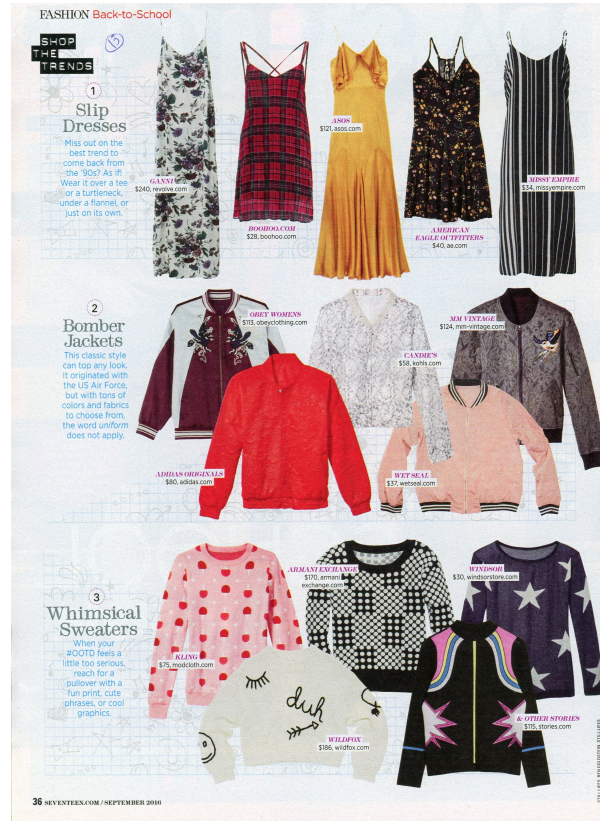 FASHION Back-to-School
SHOP
THE
TRENDS
13
1
Slip
Dresses
Miss out on the
best trend to
come back from
the '90s? As if!
Wear it over a tee
or a turtleneck,
under a flannel, or
just on its own.
GANNI
$240, revolve.com
BOOHOO.COM
$28, boohoo.com
ASOS
$121, asos.com
AMERICAN
EAGLE OUTFITTERS
$40, ae.com
MISSY EMPIRE
$34, missyempire.com
2
Bomber
Jackets
This classic style
can top any look.
It originated with
the US Air Force,
but with tons of
colors and fabrics
to choose from,
the word uniform
does not apply.
OBEY WOMENS
$113, obeyclothing.com
CANDIE'S
$58, kohls.com
MM VINTAGE
$124, mm-vintage.com
ADIDAS ORIGINALS
$80, adidas.com
WET SEAL
$37, wetseal.com
3
Whimsical
Sweaters
When your
#OOTD feels a
little too serious,
reach for a
pullover with a
fun print, cute
phrases, or cool
graphics.
KLING
$75, modcloth.com
ARMANI EXCHANGE
$170, armani
exchange.com
WINDSOR
$30, windsorstore.com
duh
WILDFOX
$186, wildfox.com
& OTHER STORIES
$115, stories.com
36 SEVENTEEN.COM / SEPTEMBER 2016